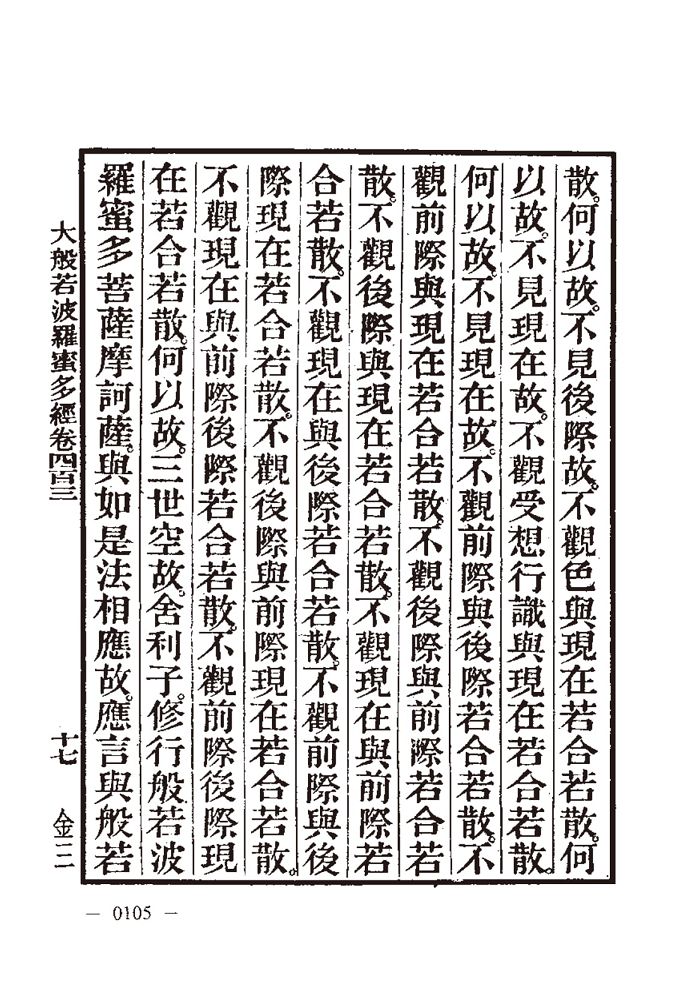 散。何以故。不見後際故。不觀色與現在若合若散。何
以故。不見現在故。不觀受想行識與現在若合若散。
何以故。不見現在故。不觀前際與後際若合若散。不
觀前際與現在若合若散。不觀後際與前際若合若
散。不觀後際與現在若合若散。不觀現在與前際若
合若散。不觀現在與後際若合若散。不觀前際與後
際現在若合若散。不觀後際與前際現在若合若散。
不觀現在與前際後際若合若散。不觀前際後際現
在若合若散。何以故。三世空故。舍利子。修行般若波
羅蜜多菩薩摩訶薩。與如是法相應故。應言與般若
大般若波羅蜜多經卷四百三 十七 金三
— 0105 —